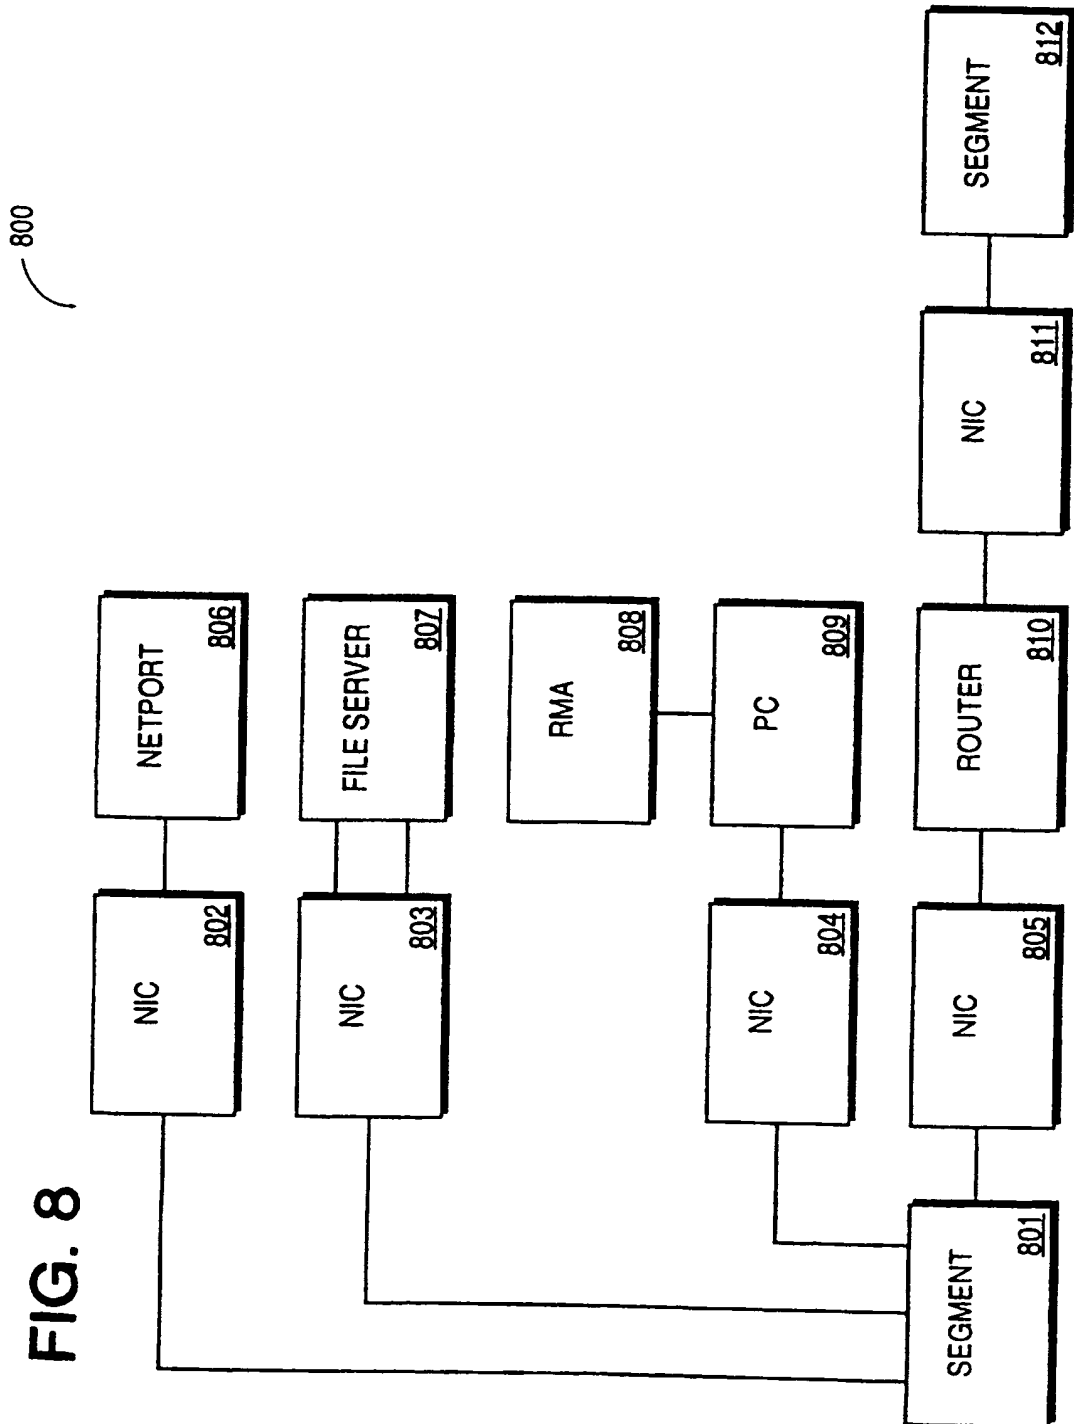 FIG. 8
800
SEGMENT
801
NIC
802
NIC
803
NIC
804
NIC
805
NETPORT
806
FILE SERVER
807
RMA
808
PC
809
ROUTER
810
NIC
811
SEGMENT
812